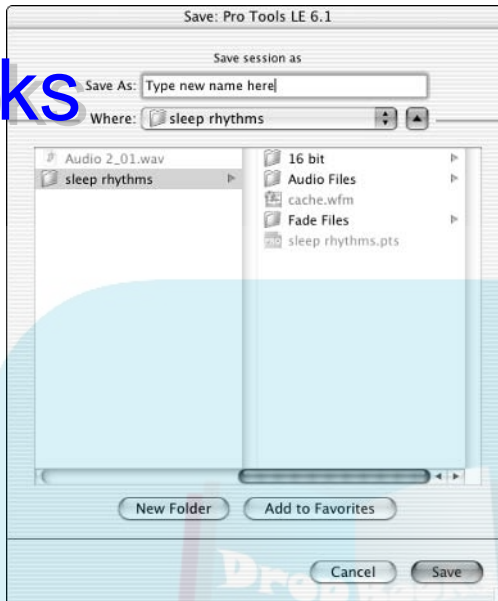 Save: Pro Tools LE 6.1
Save session as
ks
Save As: Type new name here
Where: sleep rhythms
Audio 2_01.wav
sleep rhythms
16 bit
Audio Files
cache.wfm
Fade Files
sleep rhythms.pts
New Folder
Add to Favorites
Drop
Cancel
Save